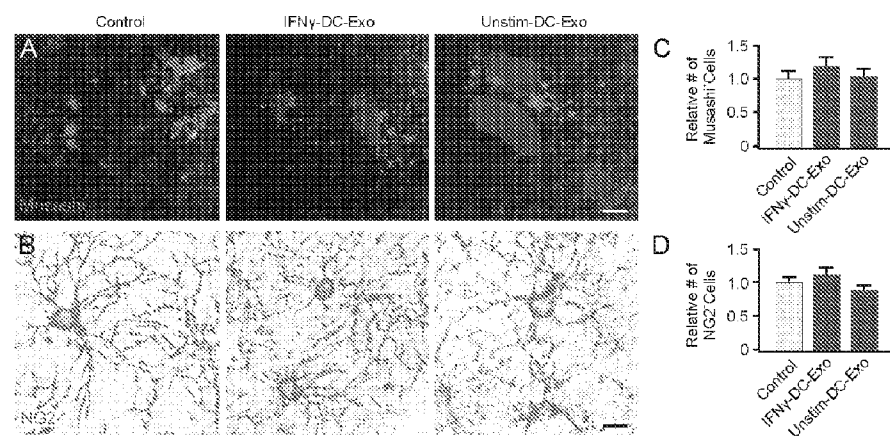 Control IFNγ-DC-Exo Unstim-DC-Exo
A
Musashi
B
NG2
C
Relative # of
Musashi Cells
1.5
1.0
0.5
0
Control
IFNγ-DC-Exo
Unstim-DC-Exo
D
Relative # of
NG2 Cells
1.5
1.0
0.5
0
Control
IFNγ-DC-Exo
Unstim-DC-Exo